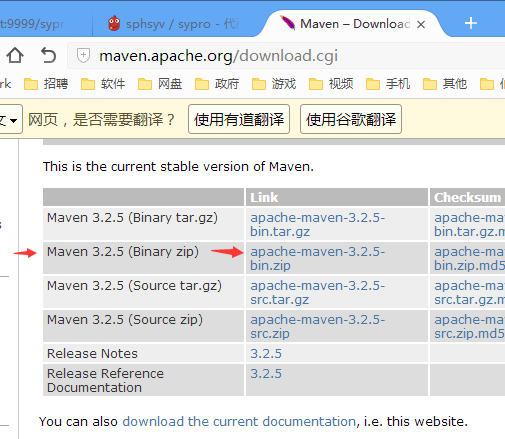 t:9999/sypr
sphsyv / sypro - 代
Maven – Download
maven.apache.org/download.cgi
rk 招聘 软件 网盘 政府 游戏 视频 手机 其他
文 网页，是否需要翻译？ 使用有道翻译 使用谷歌翻译
This is the current stable version of Maven.
Link Checksum
Maven 3.2.5 (Binary tar.gz) apache-maven-3.2.5- apache-ma
bin.tar.gz bin.tar.gz.m
Maven 3.2.5 (Binary zip) apache-maven-3.2.5- apache-ma
bin.zip bin.zip.md5
Maven 3.2.5 (Source tar.gz) apache-maven-3.2.5- apache-ma
src.tar.gz src.tar.gz.m
Maven 3.2.5 (Source zip) apache-maven-3.2.5- apache-ma
src.zip src.zip.md5
Release Notes 3.2.5
Release Reference 3.2.5
Documentation
You can also download the current documentation, i.e. this website.